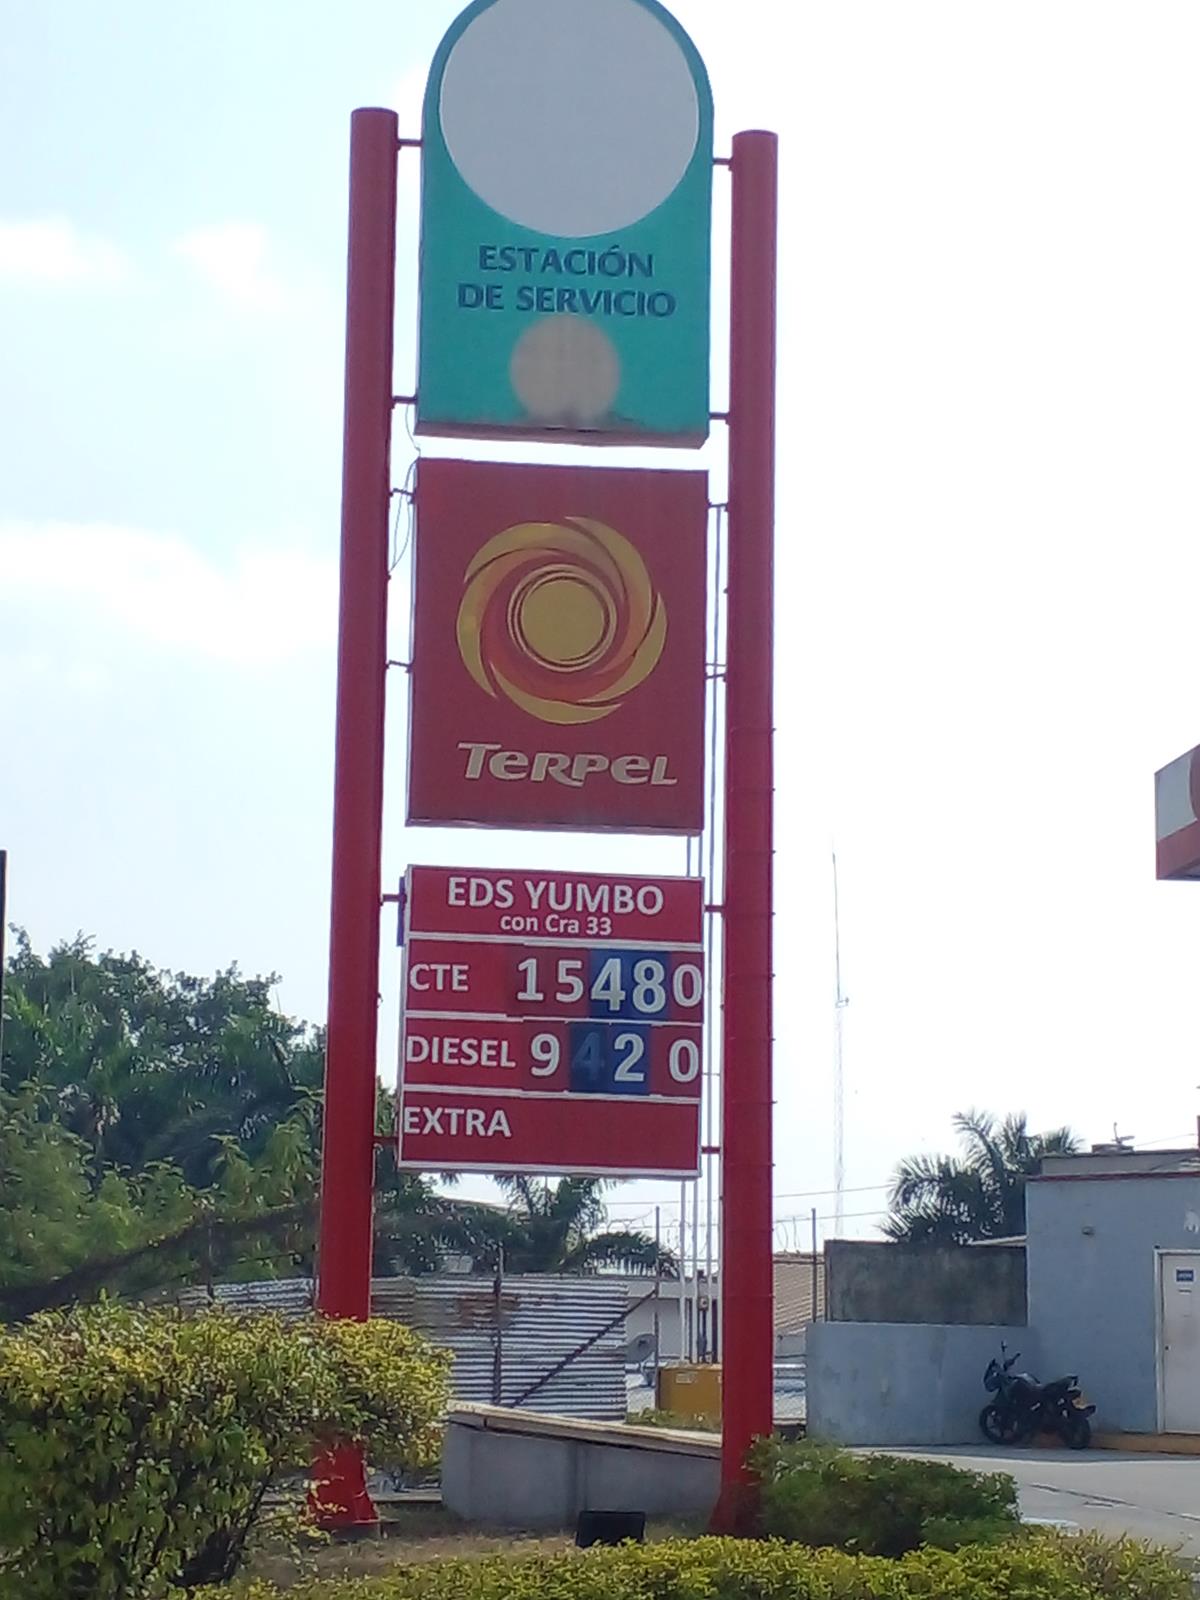 ESTACIÓN
DE SERVICIO
TERPEL
EDS YUMBO
con Cra 33
CTE 15480
DIESEL 9420
EXTRA